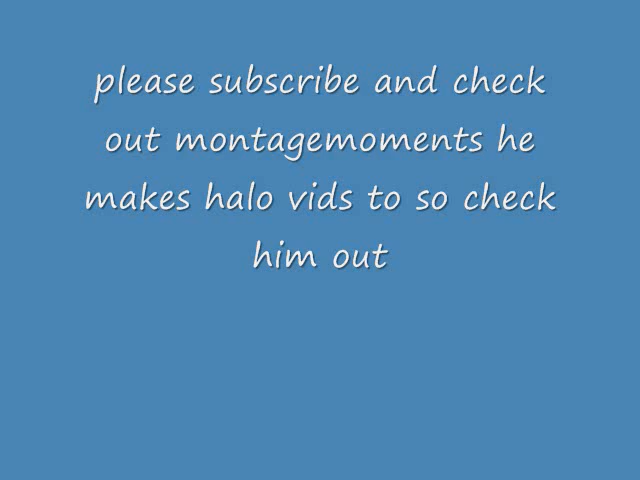 please subscribe and check
out montagemoments he
makes halo vids to so check
him out